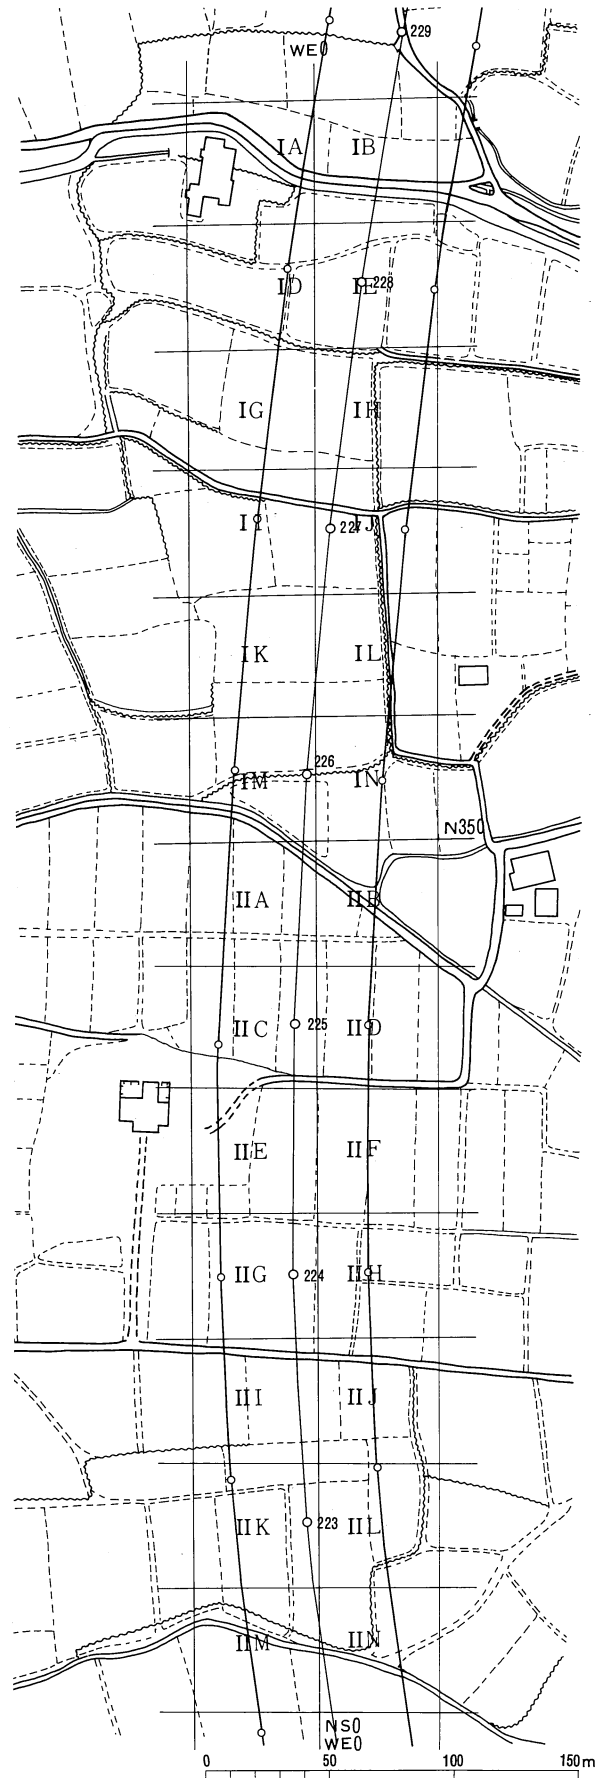 229
WE0
IA IB
ID IE 228
IG IH
II 227 IJ
IK IL
226
IM IN
N350
IIA IIB
IIC 225 IID
IIE IIF
IIG 224 IIH
III IIJ
IIK 223 IIL
IIM IIN
NS0
WE0
0 50 100 150m